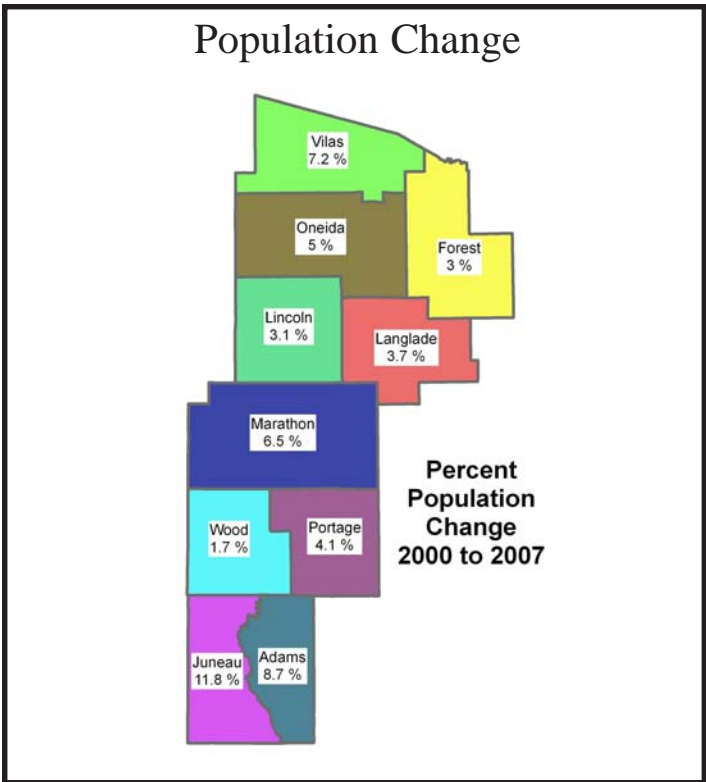 Population Change
Vilas
7.2 %
Oneida
5 %
Forest
3 %
Lincoln
3.1 %
Langlade
3.7 %
Marathon
6.5 %
Percent
Population
Change
2000 to 2007
Wood
1.7 %
Portage
4.1 %
Juneau
11.8 %
Adams
8.7 %